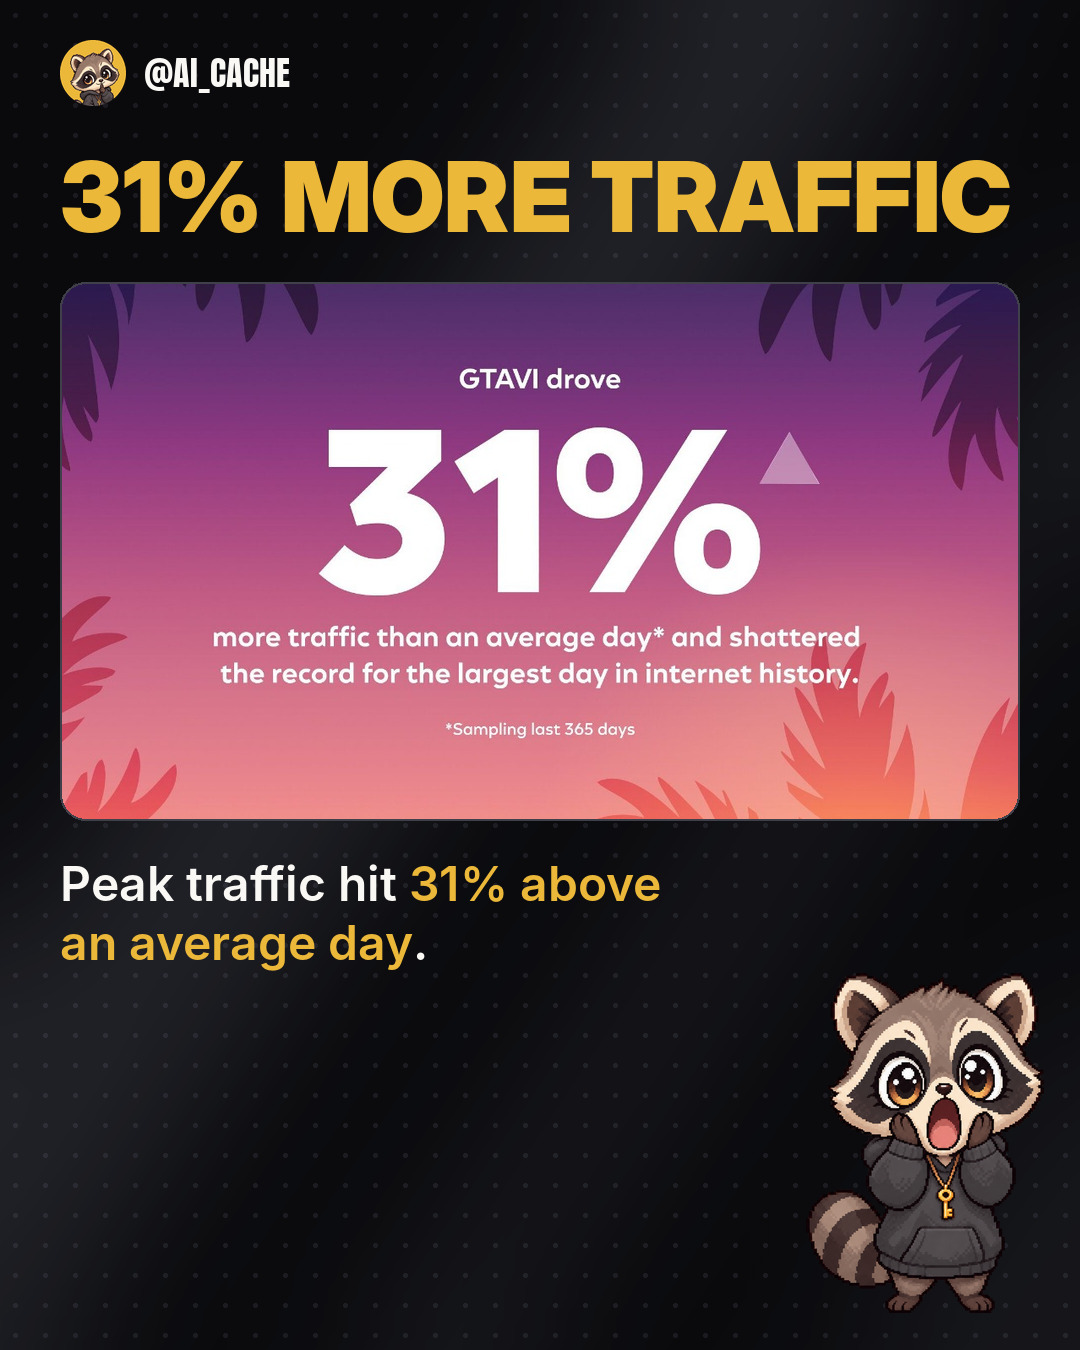 @AI_CACHE
31% MORE TRAFFIC
GTAVI drove
31%
more traffic than an average day* and shattered
the record for the largest day in internet history.
*Sampling last 365 days
Peak traffic hit 31% above
an average day.